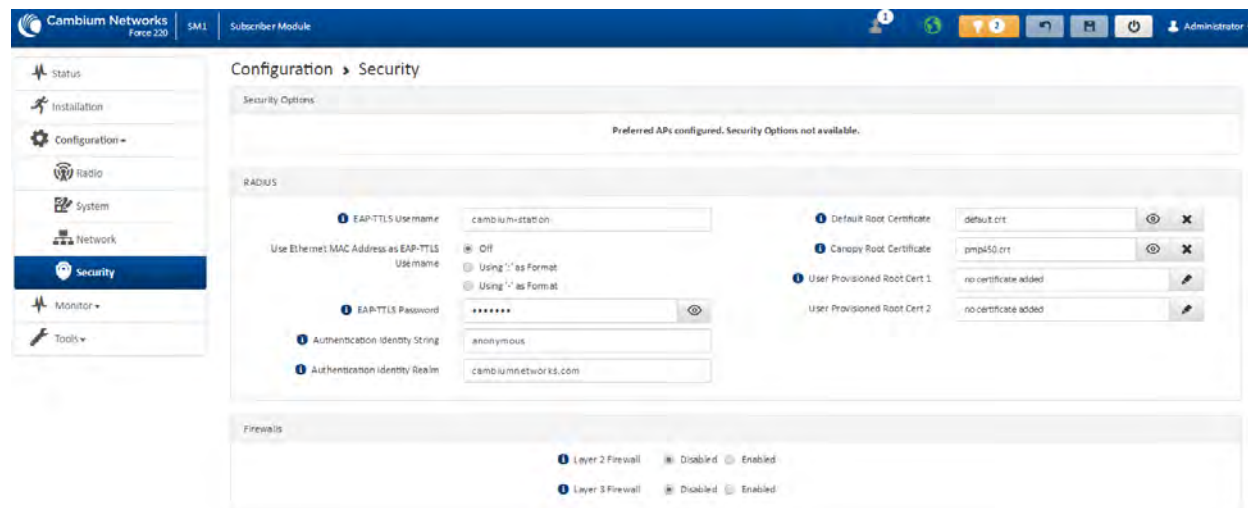 Cambium Networks
Force 220
SM1
Subscriber Module
1
2
Administrator
Status
Installation
Configuration
Radio
System
Network
Security
Monitor
Tools
Configuration > Security
Security Options
Preferred APs configured. Security Options not available.
RADIUS
EAP-TTLS Username
cambium-station
Use Ethernet MAC Address as EAP-TTLS
Username
Off
Using ':' as Format
Using '-' as Format
EAP-TTLS Password
•••••••
Authentication Identity String
anonymous
Authentication Identity Realm
cambiumnetworks.com
Default Root Certificate
default.crt
Canopy Root Certificate
pmp450.crt
User Provisioned Root Cert 1
no certificate added
User Provisioned Root Cert 2
no certificate added
Firewalls
Layer 2 Firewall
Disabled
Enabled
Layer 3 Firewall
Disabled
Enabled